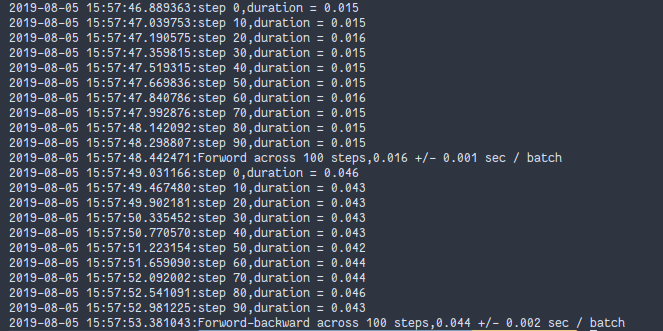 2019-08-05 15:57:46.889363:step 0,duration = 0.015
2019-08-05 15:57:47.039753:step 10,duration = 0.015
2019-08-05 15:57:47.190575:step 20,duration = 0.016
2019-08-05 15:57:47.359815:step 30,duration = 0.015
2019-08-05 15:57:47.519315:step 40,duration = 0.015
2019-08-05 15:57:47.669836:step 50,duration = 0.015
2019-08-05 15:57:47.840786:step 60,duration = 0.016
2019-08-05 15:57:47.992876:step 70,duration = 0.015
2019-08-05 15:57:48.142092:step 80,duration = 0.015
2019-08-05 15:57:48.298807:step 90,duration = 0.015
2019-08-05 15:57:48.442471:Forword across 100 steps,0.016 +/- 0.001 sec / batch
2019-08-05 15:57:49.031166:step 0,duration = 0.046
2019-08-05 15:57:49.467480:step 10,duration = 0.043
2019-08-05 15:57:49.902181:step 20,duration = 0.043
2019-08-05 15:57:50.335452:step 30,duration = 0.043
2019-08-05 15:57:50.770570:step 40,duration = 0.043
2019-08-05 15:57:51.223154:step 50,duration = 0.042
2019-08-05 15:57:51.659090:step 60,duration = 0.044
2019-08-05 15:57:52.092002:step 70,duration = 0.044
2019-08-05 15:57:52.541091:step 80,duration = 0.046
2019-08-05 15:57:52.981225:step 90,duration = 0.043
2019-08-05 15:57:53.381043:Forword-backward across 100 steps,0.044 +/- 0.002 sec / batch